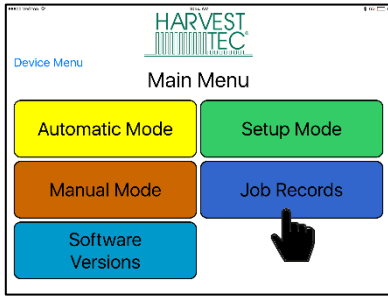 HARVEST
TEC
Device Menu
Main Menu
Automatic Mode
Setup Mode
Manual Mode
Job Records
Software
Versions